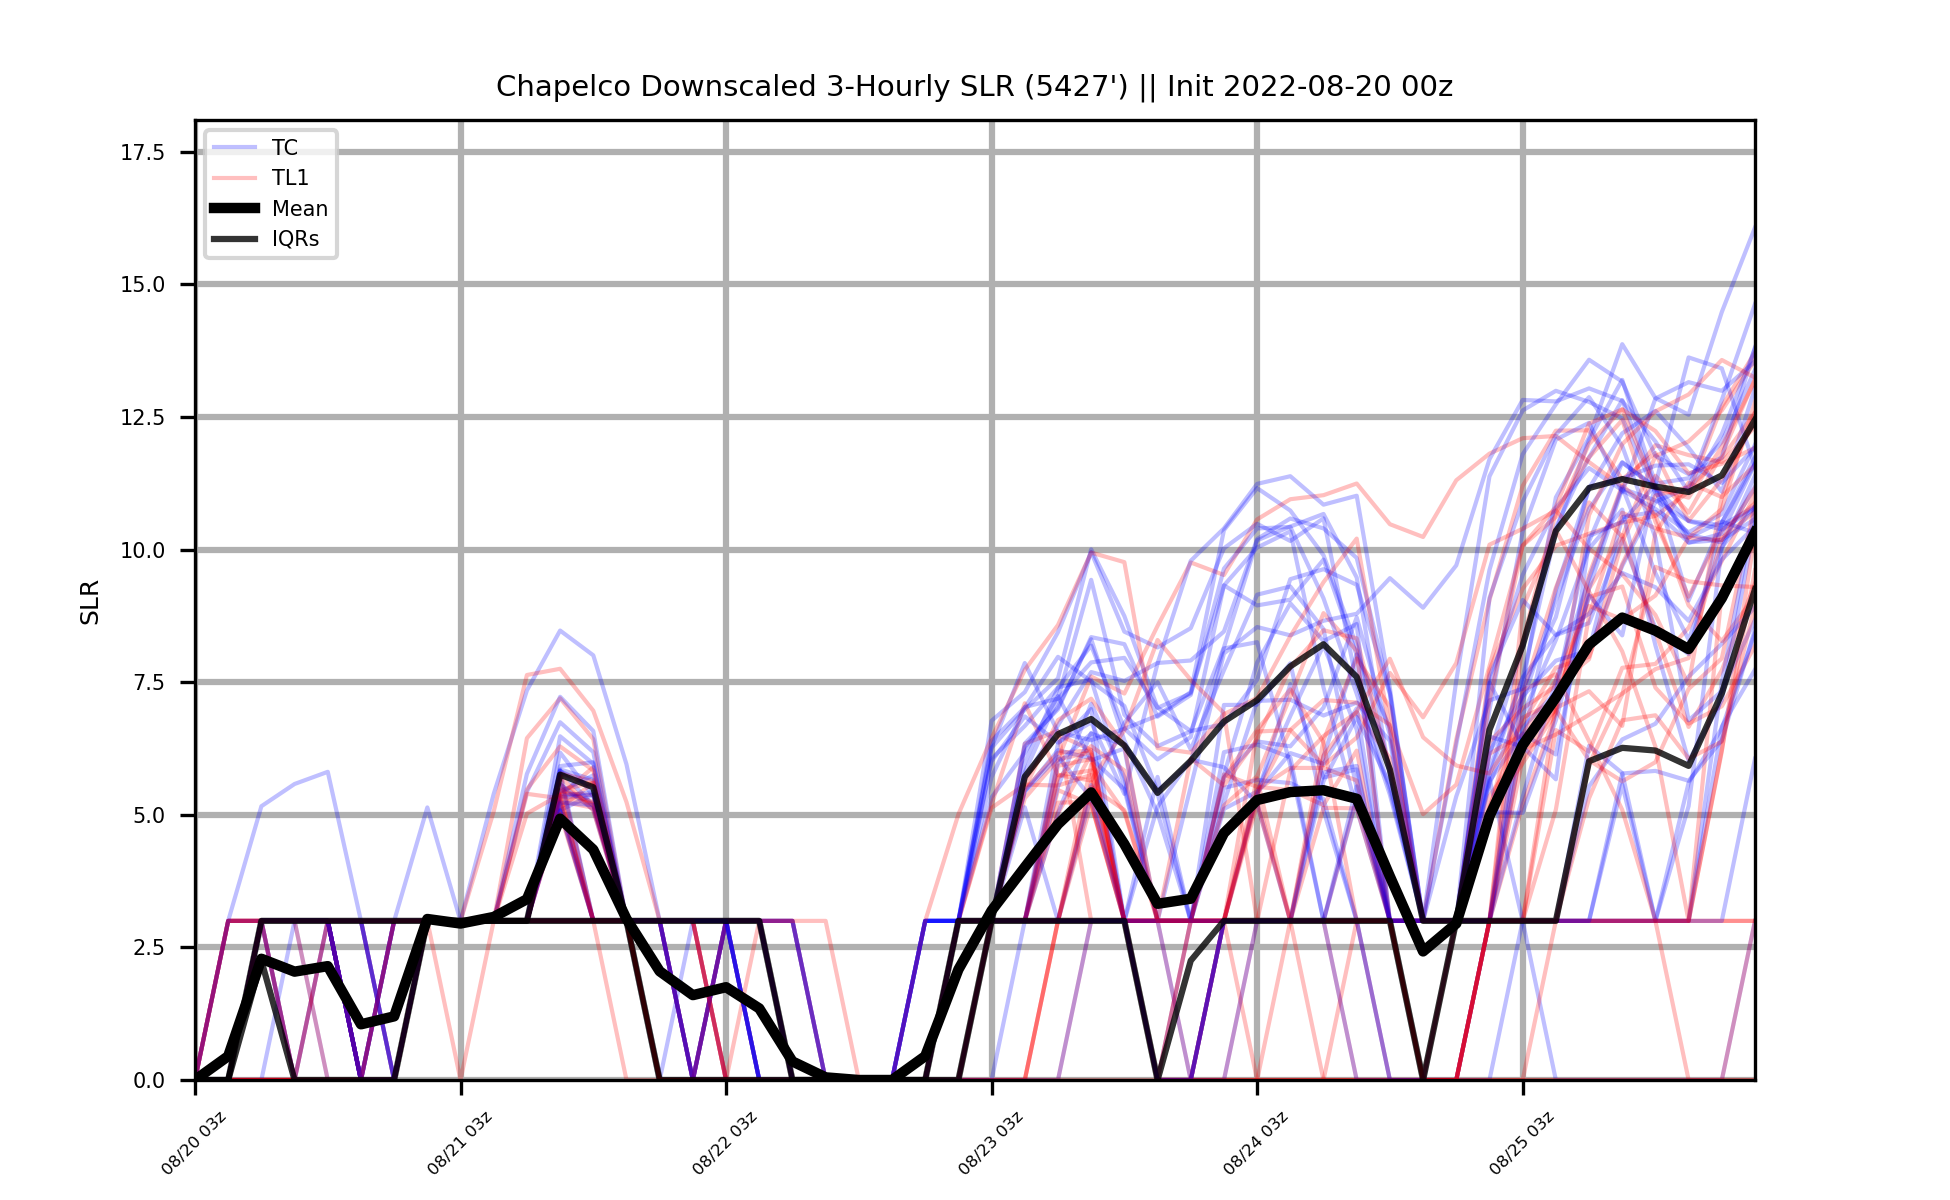 Chapelco Downscaled 3-Hourly SLR (5427') || Init 2022-08-20 00z
TC
TL1
Mean
IQRs
17.5
15.0
12.5
10.0
7.5
5.0
2.5
0.0
SLR
08/20 03z
08/21 03z
08/22 03z
08/23 03z
08/24 03z
08/25 03z